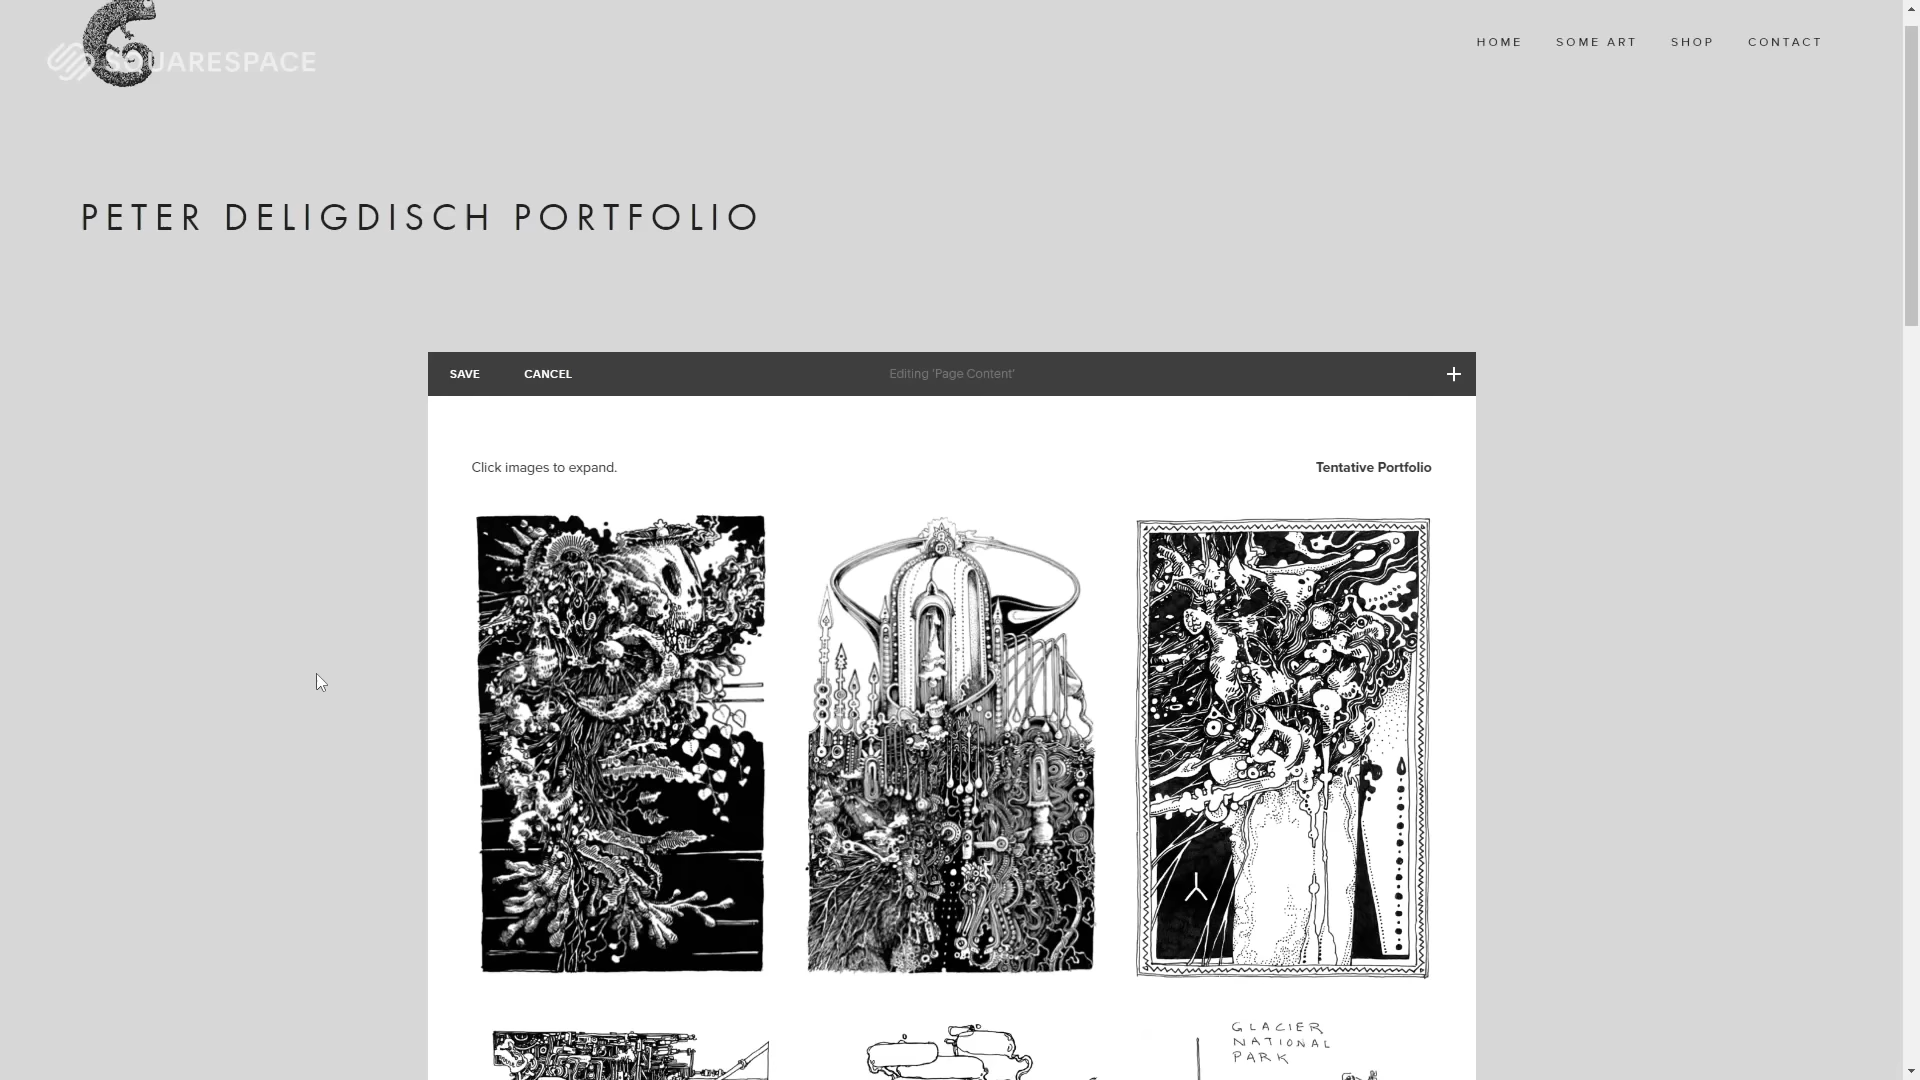 SQUARESPACE
HOME SOME ART SHOP CONTACT
PETER DELIGDISCH PORTFOLIO
SAVE CANCEL Editing 'Page Content' +
Click images to expand. Tentative Portfolio
GLACIER
NATIONAL
PARK